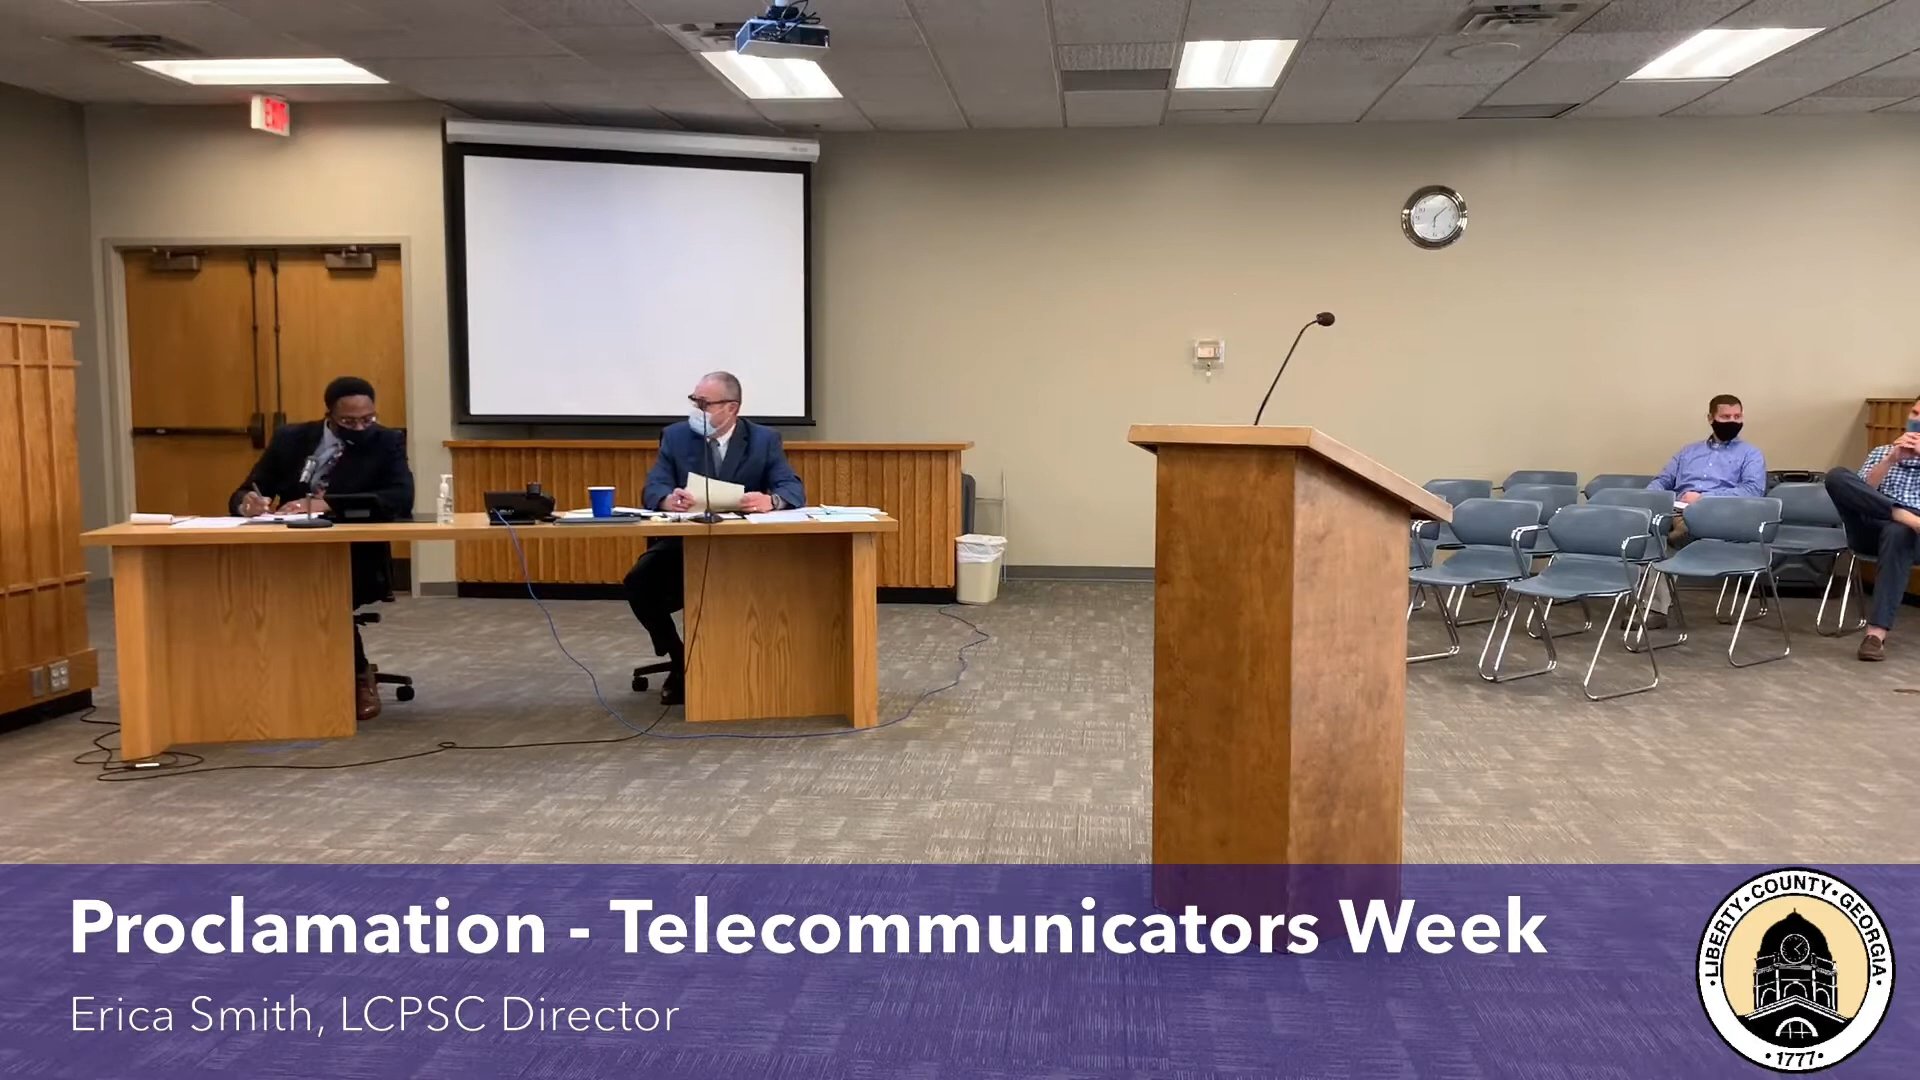 EXIT
Proclamation - Telecommunicators Week
Erica Smith, LCPSC Director
• LIBERTY • COUNTY • GEORGIA •
• 1777 •